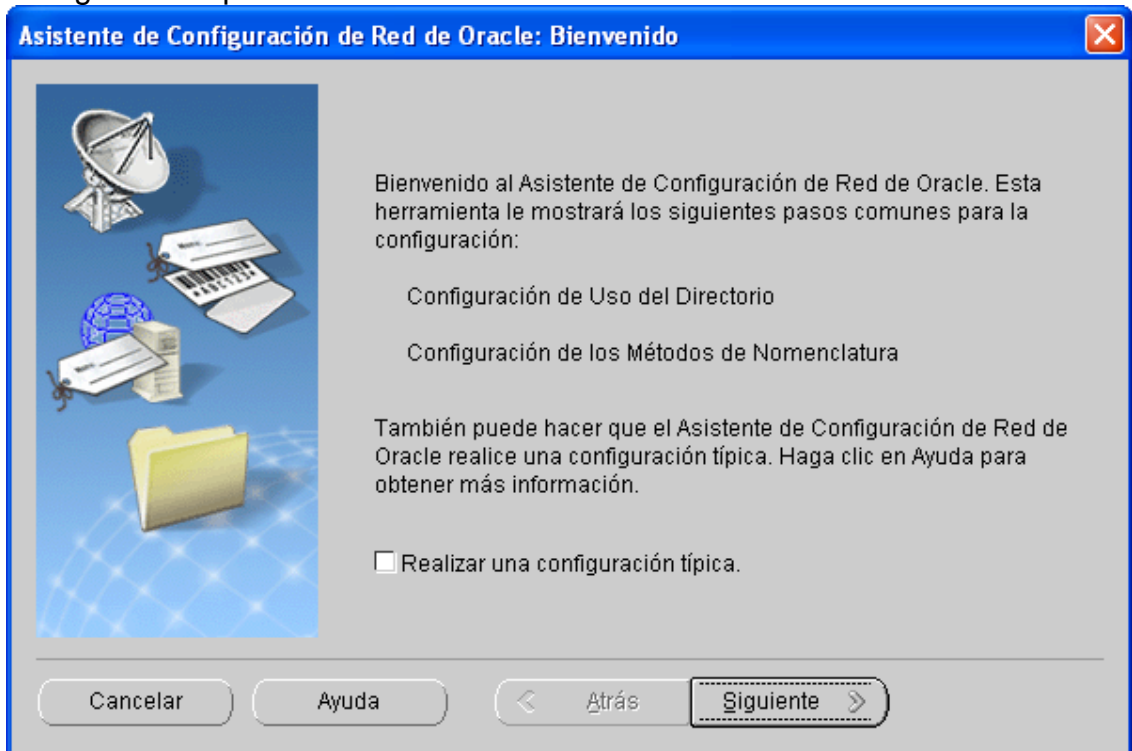 Asistente de Configuración de Red de Oracle: Bienvenido
Bienvenido al Asistente de Configuración de Red de Oracle. Esta
herramienta le mostrará los siguientes pasos comunes para la
configuración:
Configuración de Uso del Directorio
Configuración de los Métodos de Nomenclatura
También puede hacer que el Asistente de Configuración de Red de
Oracle realice una configuración típica. Haga clic en Ayuda para
obtener más información.
Realizar una configuración típica.
Cancelar Ayuda Atrás Siguiente